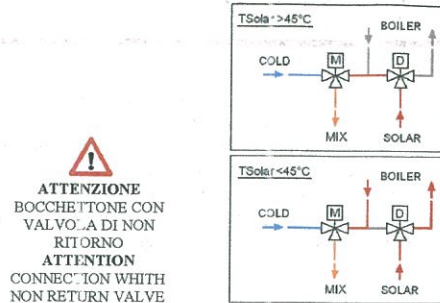 TSolar>45°C
BOILER
M
D
COLD
MIX
SOLAR
TSolar<45°C
BOILER
M
D
COLD
MIX
SOLAR
ATTENZIONE
BOCCHETTONE CON
VALVOLA DI NON
RITORNO
ATTENTION
CONNECTION WHITH
NON RETURN VALVE